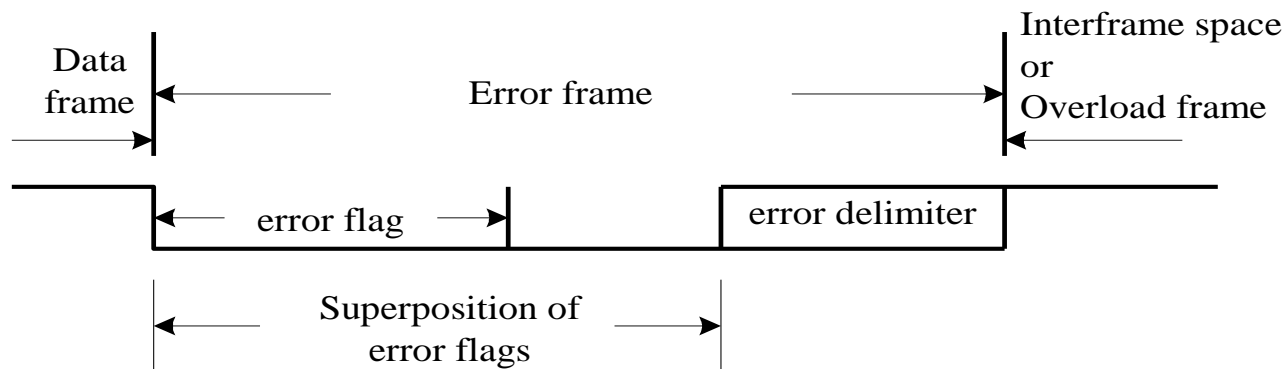 Data
frame
Error frame
Interframe space
or
Overload frame
error flag
error delimiter
Superposition of
error flags